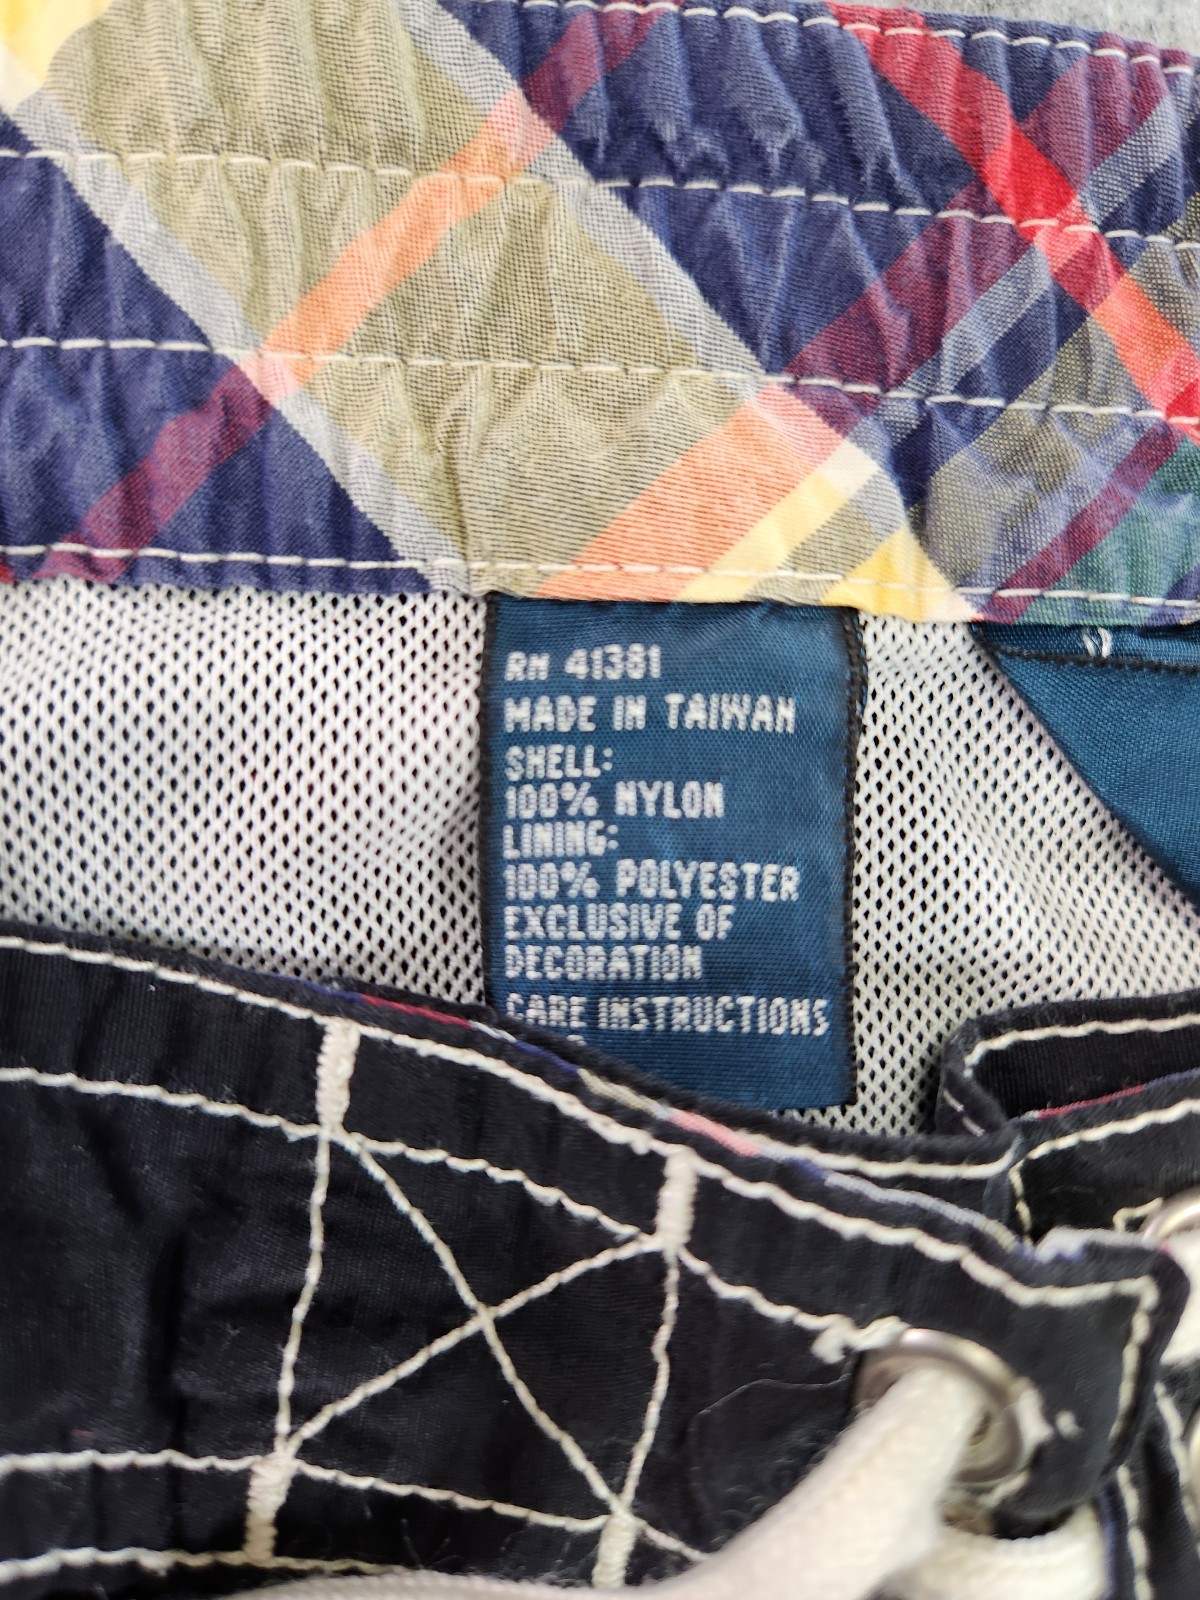 RN 41381
MADE IN TAIWAN
SHELL:
100% NYLON
LINING:
100% POLYESTER
EXCLUSIVE OF
DECORATION
CARE INSTRUCTIONS